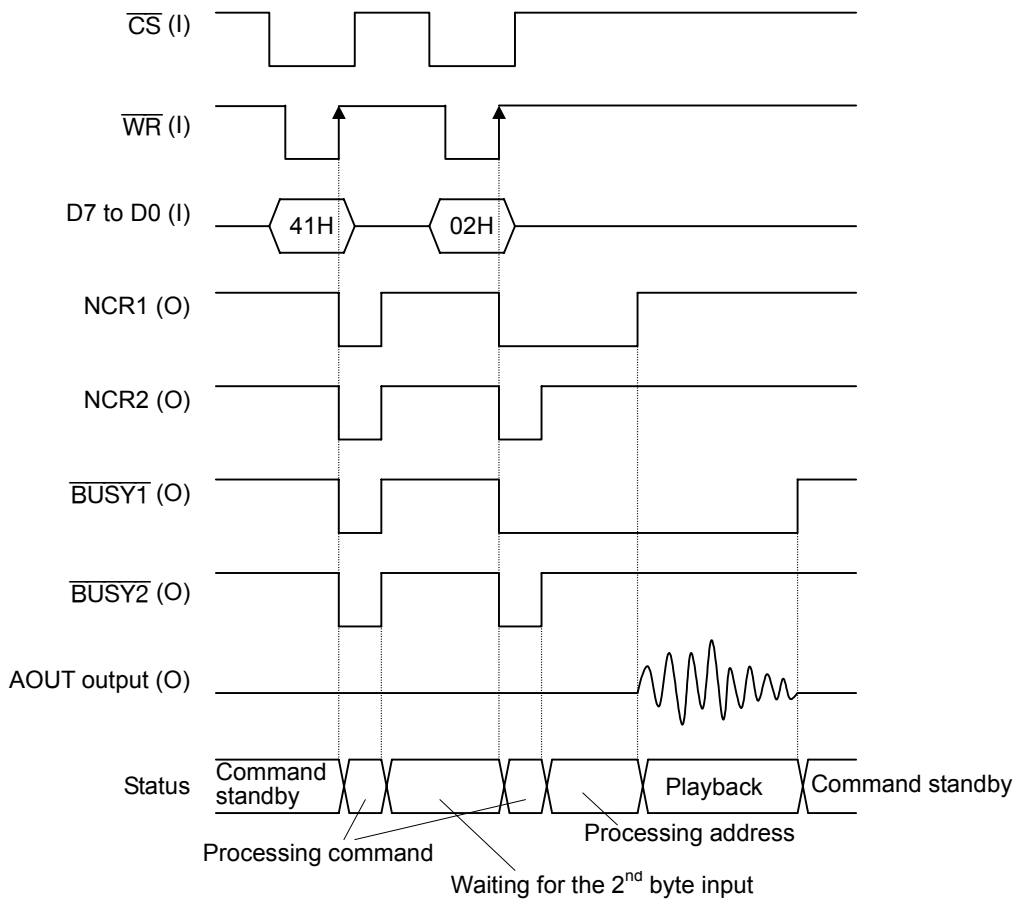 CS (I)
WR (I)
D7 to D0 (I)
41H
02H
NCR1 (O)
NCR2 (O)
BUSY1 (O)
BUSY2 (O)
AOUT output (O)
Status
Command
standby
Playback
Command standby
Processing address
Processing command
Waiting for the 2nd byte input